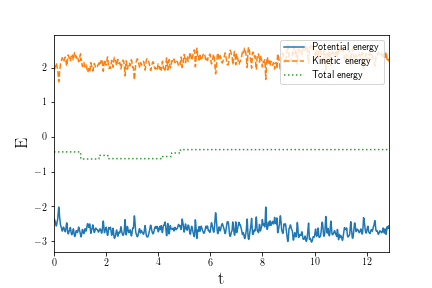 Potential energy
Kinetic energy
Total energy
E
2
1
0
−1
−2
−3
0 2 4 6 8 10 12
t